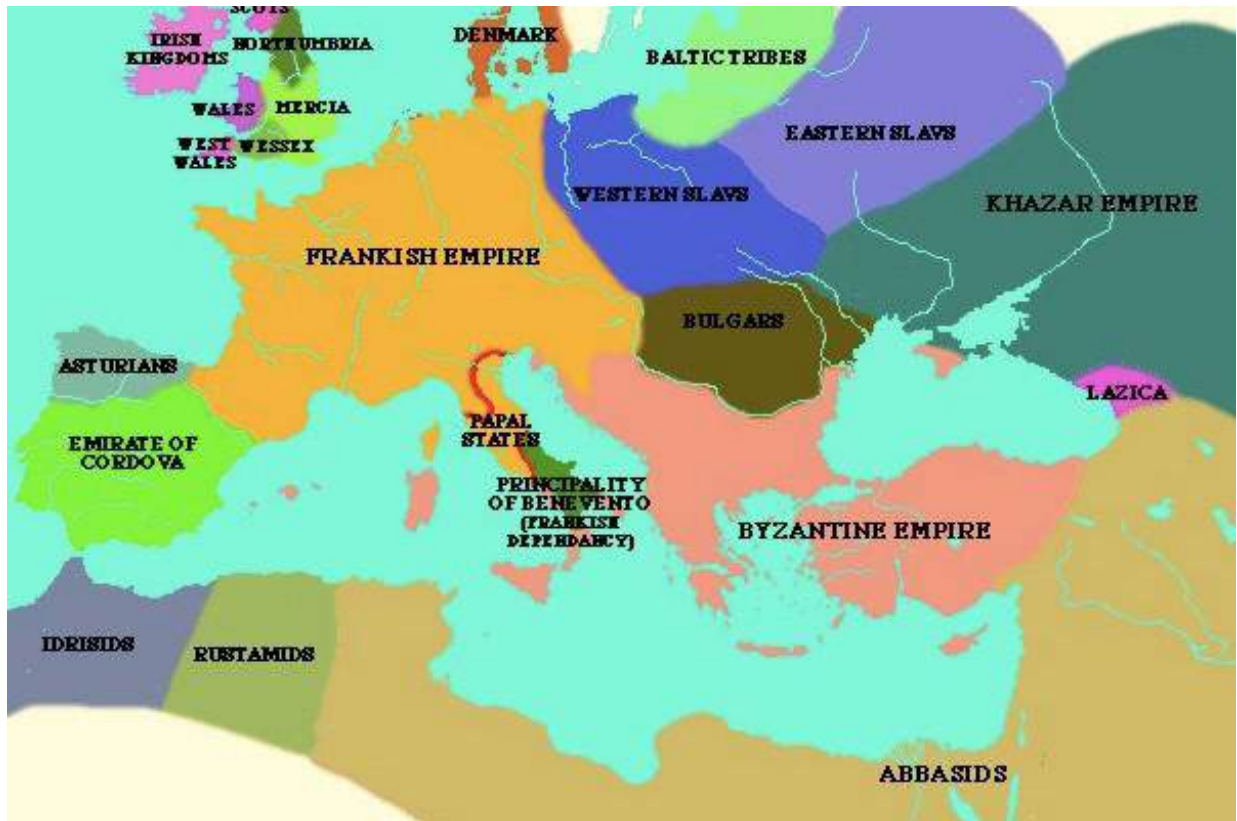 SCOTS
IRISH
KINGDOMS
NORTHUMBRIA
DENMARK
BALTIC TRIBES
WALES
MERCIA
EASTERN SLAVS
WEST
WALES
WESSEX
WESTERN SLAVS
KHAZAR EMPIRE
FRANKISH EMPIRE
BULGARS
ASTURIANS
LAZICA
PAPAL
STATES
EMIRATE OF
CORDOVA
PRINCIPALITY
OF BENEVENTO
(FRANKISH
DEPENDANCY)
BYZANTINE EMPIRE
IDRISIDS
RUSTAMIDS
ABBASIDS